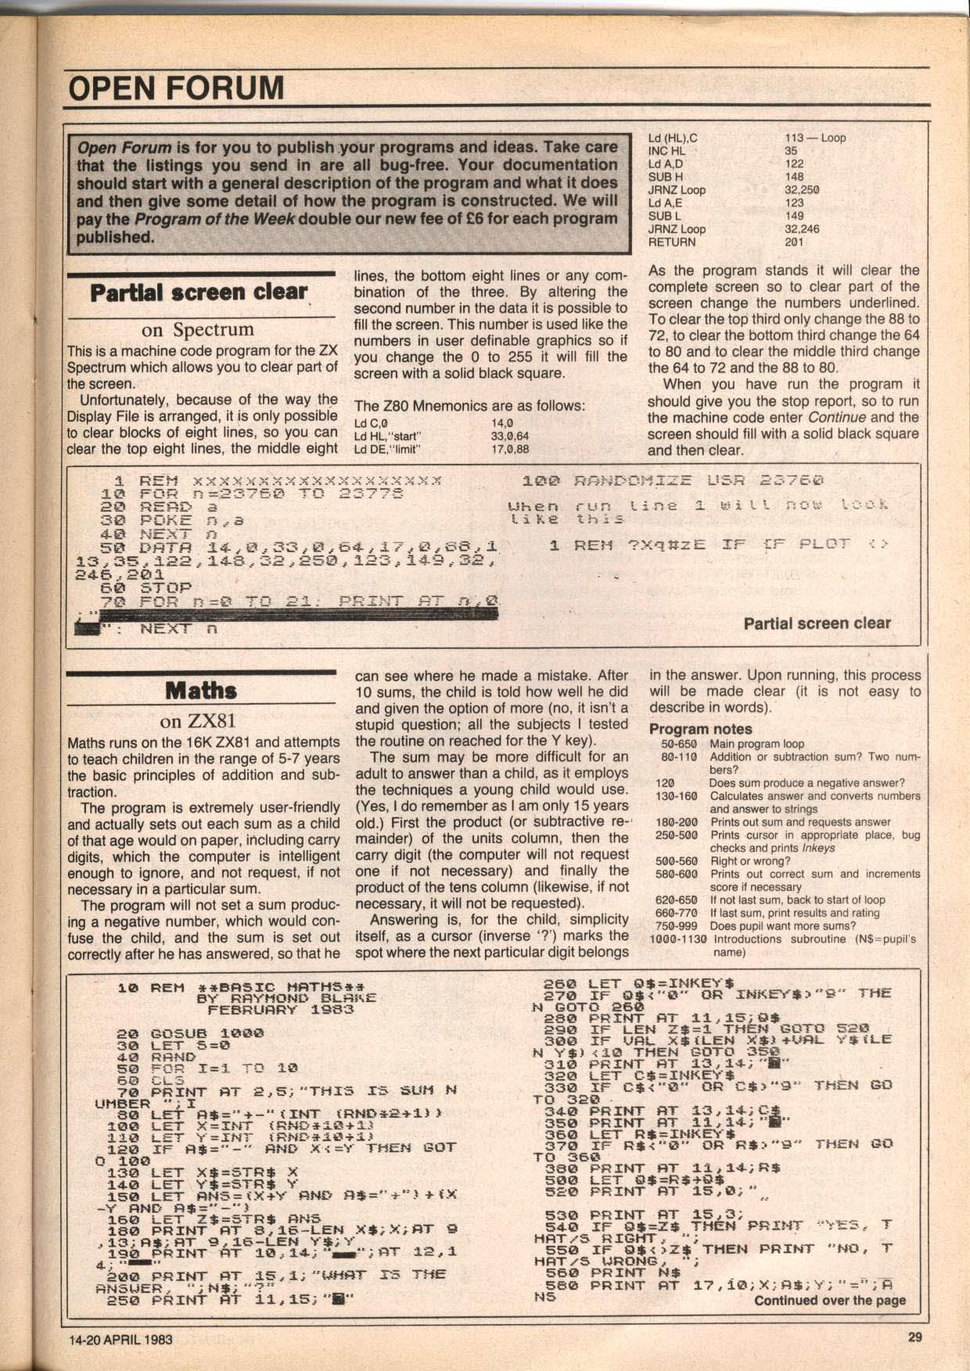 OPEN FORUM
Open Forum is for you to publish your programs and ideas. Take care
that the listings you send in are all bug-free. Your documentation
should start with a general description of the program and what it does
and then give some detail of how the program is constructed. We will
pay the Program of the Week double our new fee of £6 for each program
published.
Partial screen clear
on Spectrum
This is a machine code program for the ZX
Spectrum which allows you to clear part of
the screen.
Unfortunately, because of the way the
Display File is arranged, it is only possible
to clear blocks of eight lines, so you can
clear the top eight lines, the middle eight
lines, the bottom eight lines or any com-
bination of the three. By altering the
second number in the data it is possible to
fill the screen. This number is used like the
numbers in user definable graphics so if
you change the 0 to 255 it will fill the
screen with a solid black square.
The Z80 Mnemonics are as follows:
Ld C,0 14,0
Ld HL,"start" 33,0,64
Ld DE,"limit" 17,0,88
Ld (HL),C 113 — Loop
INC HL 35
Ld A,D 122
SUB H 148
JRNZ Loop 32,250
Ld A,E 123
SUB L 149
JRNZ Loop 32,246
RETURN 201
As the program stands it will clear the
complete screen so to clear part of the
screen change the numbers underlined.
To clear the top third only change the 88 to
72, to clear the bottom third change the 64
to 80 and to clear the middle third change
the 64 to 72 and the 88 to 80.
When you have run the program it
should give you the stop report, so to run
the machine code enter Continue and the
screen should fill with a solid black square
and then clear.
1 REM xxxxxxxxxxxxxxxxxxx
10 FOR n=23760 TO 23778
20 READ a
30 POKE n,a
40 NEXT n
50 DATA 14,0,33,0,64,17,0,88,1
13,35,122,148,32,250,123,149,32,
246,201
60 STOP
70 FOR n=0 TO 21: PRINT AT n,0
;"
": NEXT n
100 RANDOMIZE USR 23760
When run line 1 will now look
like this
1 REM ?Xq#zE IF IF PLOT <>
Partial screen clear
Maths
on ZX81
Maths runs on the 16K ZX81 and attempts
to teach children in the range of 5-7 years
the basic principles of addition and sub-
traction.
The program is extremely user-friendly
and actually sets out each sum as a child
of that age would on paper, including carry
digits, which the computer is intelligent
enough to ignore, and not request, if not
necessary in a particular sum.
The program will not set a sum produc-
ing a negative number, which would con-
fuse the child, and the sum is set out
correctly after he has answered, so that he
can see where he made a mistake. After
10 sums, the child is told how well he did
and given the option of more (no, it isn't a
stupid question; all the subjects I tested
the routine on reached for the Y key).
The sum may be more difficult for an
adult to answer than a child, as it employs
the techniques a young child would use.
(Yes, I do remember as I am only 15 years
old.) First the product (or subtractive re-
mainder) of the units column, then the
carry digit (the computer will not request
one if not necessary) and finally the
product of the tens column (likewise, if not
necessary, it will not be requested).
Answering is, for the child, simplicity
itself, as a cursor (inverse '?') marks the
spot where the next particular digit belongs
in the answer. Upon running, this process
will be made clear (it is not easy to
describe in words).
Program notes
50-650 Main program loop
80-110 Addition or subtraction sum? Two num-
bers?
120 Does sum produce a negative answer?
130-160 Calculates answer and converts numbers
and answer to strings
180-200 Prints out sum and requests answer
250-500 Prints cursor in appropriate place, bug
checks and prints Inkeys
500-560 Right or wrong?
580-600 Prints out correct sum and increments
score if necessary
620-650 If not last sum, back to start of loop
660-770 If last sum, print results and rating
750-999 Does pupil want more sums?
1000-1130 Introductions subroutine (N$=pupil's
name)
10 REM **BASIC MATHS**
BY RAYMOND BLAKE
FEBRUARY 1983
20 GOSUB 1000
30 LET S=0
40 RAND
50 FOR I=1 TO 10
60 CLS
70 PRINT AT 2,5;"THIS IS SUM N
UMBER ";I
80 LET A$="+-"(INT (RND*2+1))
100 LET X=INT (RND*10+1)
110 LET Y=INT (RND*10+1)
120 IF A$="-" AND X<=Y THEN GOT
O 100
130 LET X$=STR$ X
140 LET Y$=STR$ Y
150 LET ANS=(X+Y AND A$="+")+(X
-Y AND A$="-")
160 LET Z$=STR$ ANS
180 PRINT AT 8,16-LEN X$;X;AT 9
,13;A$;AT 9,16-LEN Y$;Y
190 PRINT AT 10,14;"▄▄";AT 12,1
4;"▀▀"
200 PRINT AT 15,1;"WHAT IS THE
ANSWER, ";N$;"?"
250 PRINT AT 11,15;"?"
260 LET Q$=INKEY$
270 IF Q$<"0" OR INKEY$>"9" THE
N GOTO 260
280 PRINT AT 11,15;Q$
290 IF LEN Z$=1 THEN GOTO 520
300 IF VAL X$(LEN X$)+VAL Y$(LE
N Y$)<10 THEN GOTO 350
310 PRINT AT 13,14;"?"
320 LET C$=INKEY$
330 IF C$<"0" OR C$>"9" THEN GO
TO 320
340 PRINT AT 13,14;C$
350 PRINT AT 11,14;"?"
360 LET R$=INKEY$
370 IF R$<"0" OR R$>"9" THEN GO
TO 360
380 PRINT AT 11,14;R$
500 LET Q$=R$+Q$
520 PRINT AT 15,0;"
"
530 PRINT AT 15,3;
540 IF Q$=Z$ THEN PRINT "YES, T
HAT/S RIGHT, ";
550 IF Q$<>Z$ THEN PRINT "NO, T
HAT/S WRONG, ";
560 PRINT N$
580 PRINT AT 17,10;X;A$;Y;"=";A
NS
Continued over the page
14-20 APRIL 1983
29